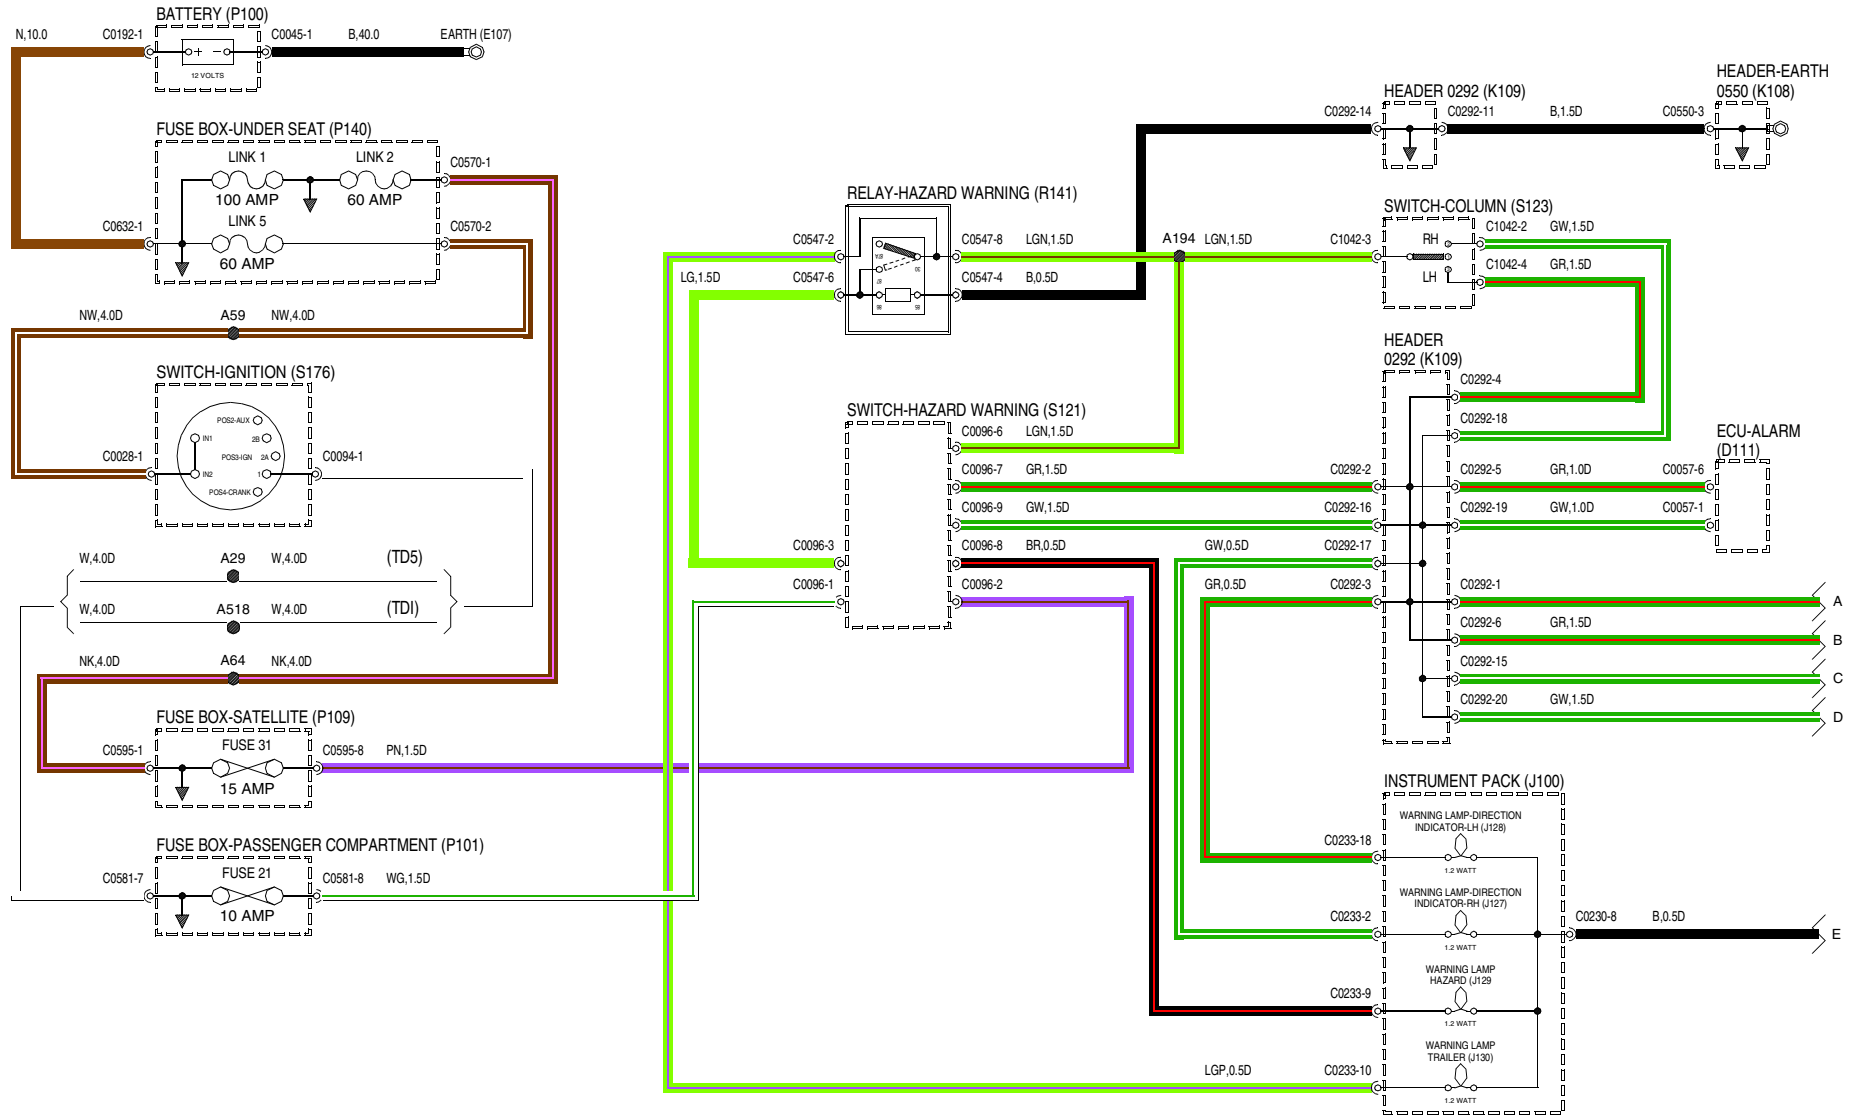 BATTERY (P100)
N,10.0
C0192-1
C0045-1
B,40.0
EARTH (E107)
12 VOLTS
FUSE BOX-UNDER SEAT (P140)
LINK 1
100 AMP
LINK 2
60 AMP
C0570-1
C0632-1
LINK 5
60 AMP
C0570-2
NW,4.0D
A59
NW,4.0D
SWITCH-IGNITION (S176)
POS2-AUX
IN1
2B
POS3-IGN
2A
IN2
1
POS4-CRANK
C0028-1
C0094-1
W,4.0D
A29
W,4.0D
(TD5)
W,4.0D
A518
W,4.0D
(TDI)
NK,4.0D
A64
NK,4.0D
FUSE BOX-SATELLITE (P109)
C0595-1
FUSE 31
15 AMP
C0595-8
PN,1.5D
FUSE BOX-PASSENGER COMPARTMENT (P101)
C0581-7
FUSE 21
10 AMP
C0581-8
WG,1.5D
RELAY-HAZARD WARNING (R141)
C0547-2
C0547-8
LGN,1.5D
A194
LGN,1.5D
C1042-3
LG,1.5D
C0547-6
C0547-4
B,0.5D
87A
30
87
86
85
SWITCH-HAZARD WARNING (S121)
C0096-6
LGN,1.5D
C0096-7
GR,1.5D
C0292-2
C0096-9
GW,1.5D
C0292-16
C0096-3
C0096-8
BR,0.5D
GW,0.5D
C0292-17
C0096-1
C0096-2
GR,0.5D
C0292-3
HEADER 0292 (K109)
C0292-14
C0292-11
B,1.5D
C0550-3
HEADER-EARTH
0550 (K108)
SWITCH-COLUMN (S123)
RH
LH
C1042-2
GW,1.5D
C1042-4
GR,1.5D
HEADER
0292 (K109)
C0292-4
C0292-18
C0292-5
GR,1.0D
C0057-6
C0292-19
GW,1.0D
C0057-1
ECU-ALARM
(D111)
C0292-1
A
C0292-6
GR,1.5D
B
C0292-15
C
C0292-20
GW,1.5D
D
INSTRUMENT PACK (J100)
WARNING LAMP-DIRECTION
INDICATOR-LH (J128)
C0233-18
1.2 WATT
WARNING LAMP-DIRECTION
INDICATOR-RH (J127)
C0233-2
1.2 WATT
C0230-8
B,0.5D
E
WARNING LAMP
HAZARD (J129
C0233-9
1.2 WATT
WARNING LAMP
TRAILER (J130)
LGP,0.5D
C0233-10
1.2 WATT